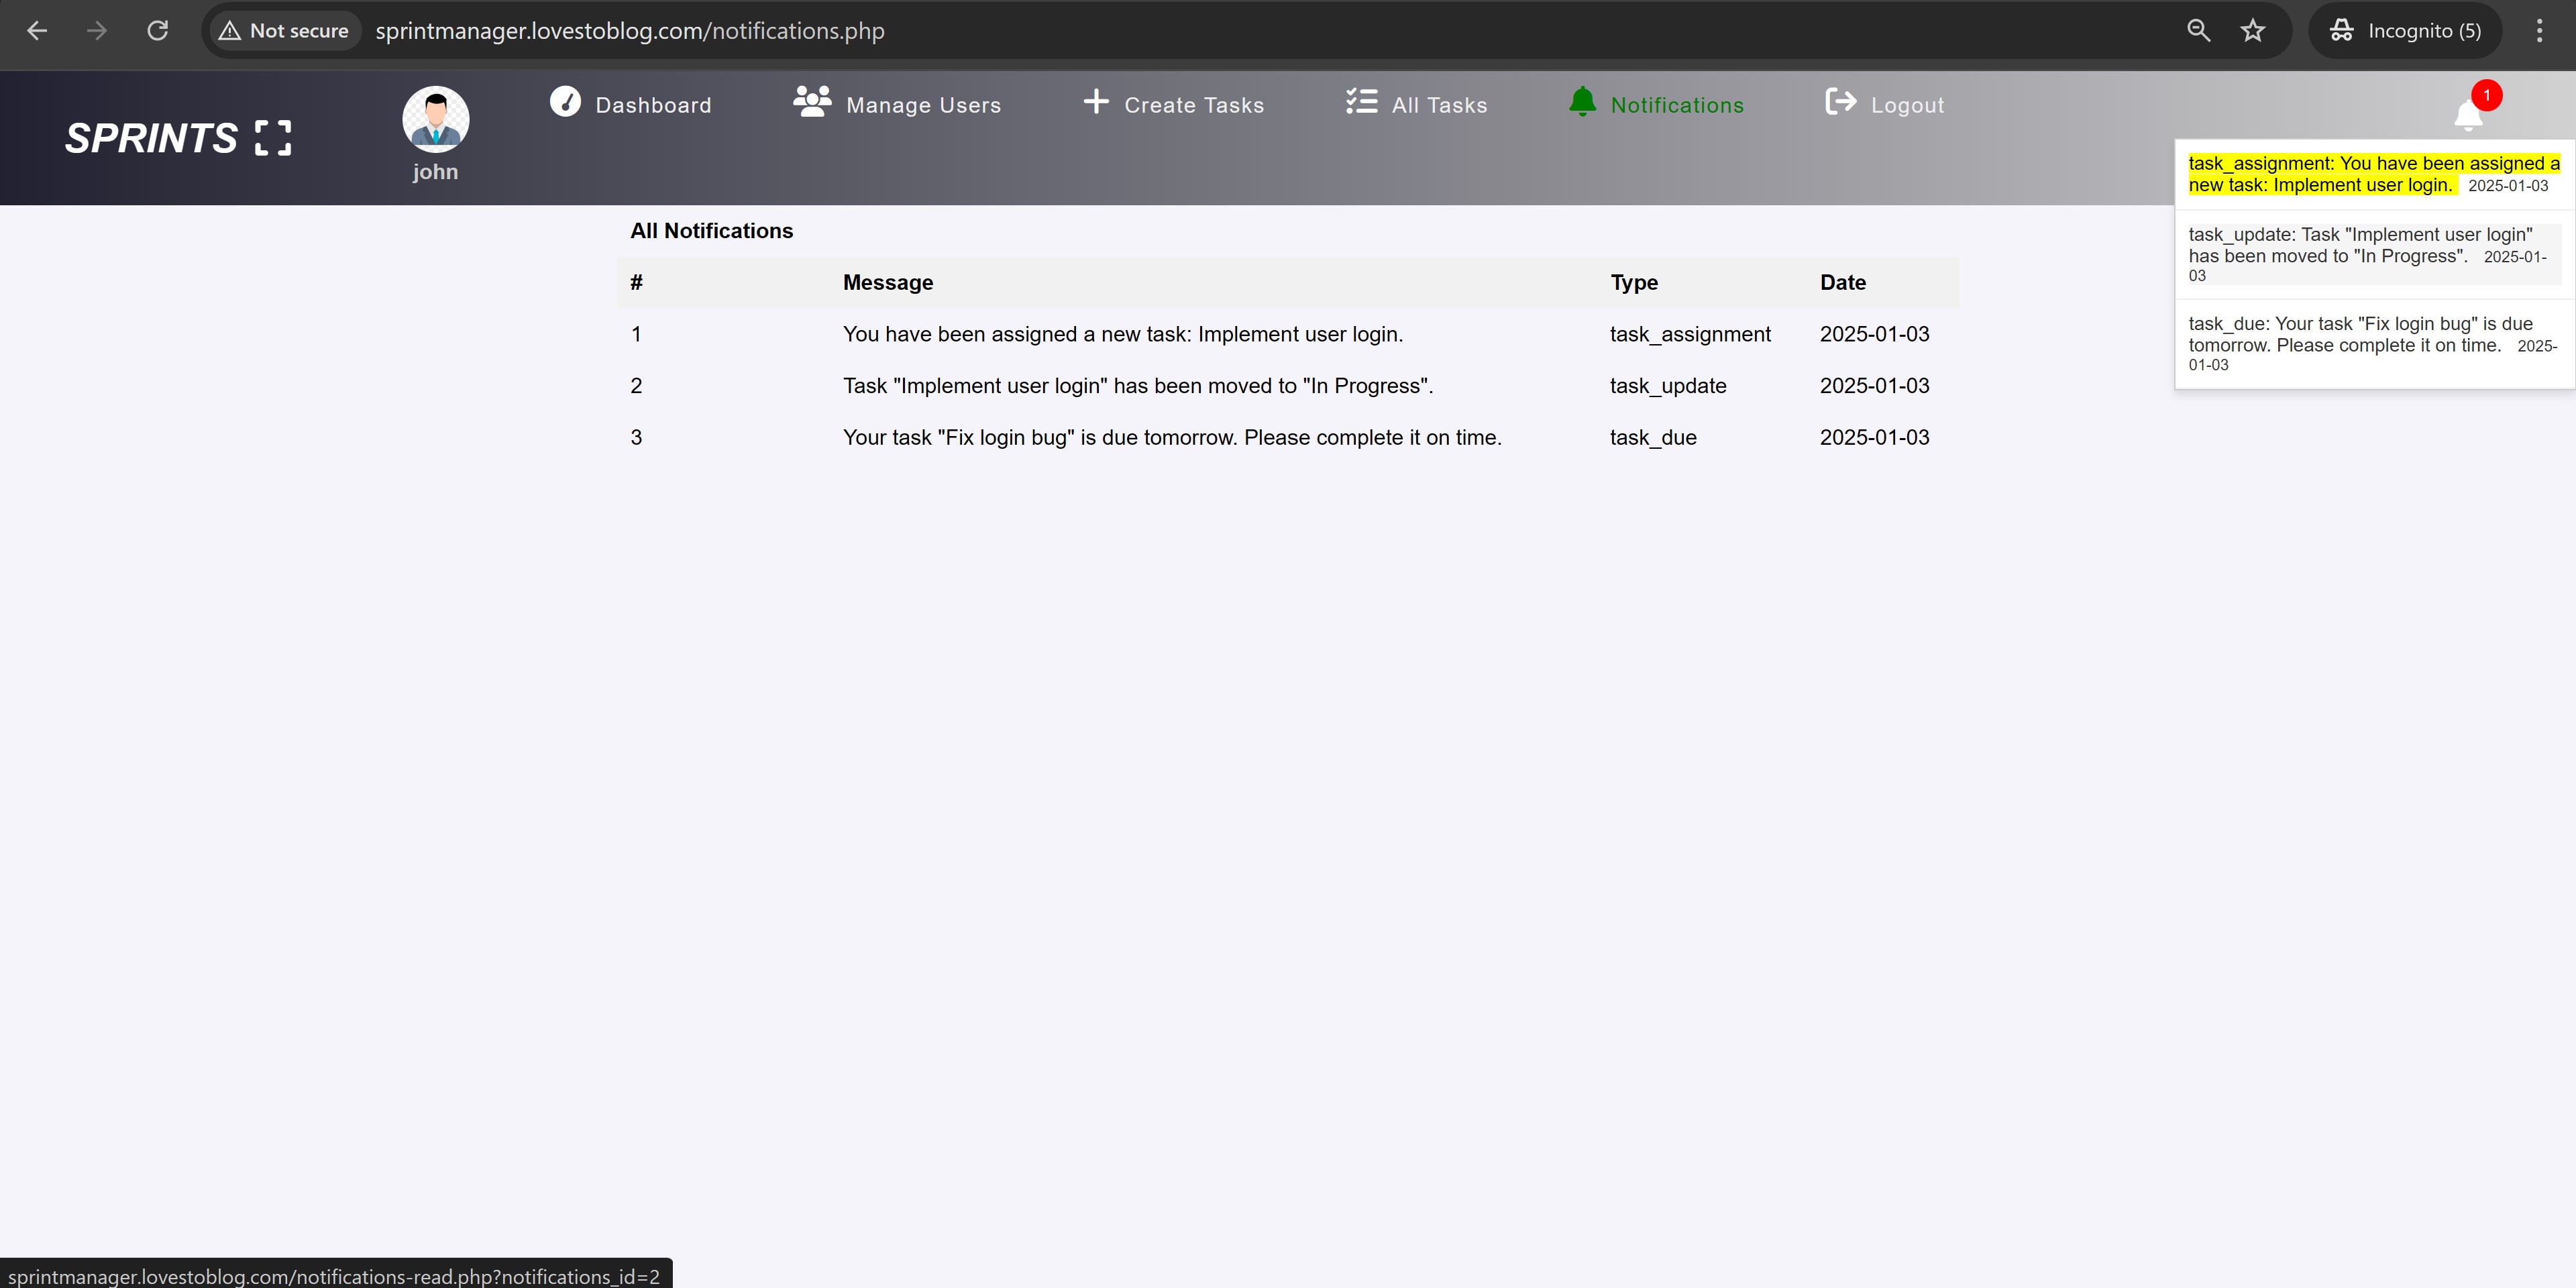 Not secure
sprintmanager.lovestoblog.com/notifications.php
Incognito (5)
SPRINTS
john
Dashboard
Manage Users
Create Tasks
All Tasks
Notifications
Logout
1
task_assignment: You have been assigned a
new task: Implement user login. 2025-01-03
task_update: Task "Implement user login"
has been moved to "In Progress". 2025-01-
03
task_due: Your task "Fix login bug" is due
tomorrow. Please complete it on time. 2025-
01-03
All Notifications
# Message Type Date
1 You have been assigned a new task: Implement user login. task_assignment 2025-01-03
2 Task "Implement user login" has been moved to "In Progress". task_update 2025-01-03
3 Your task "Fix login bug" is due tomorrow. Please complete it on time. task_due 2025-01-03
sprintmanager.lovestoblog.com/notifications-read.php?notifications_id=2